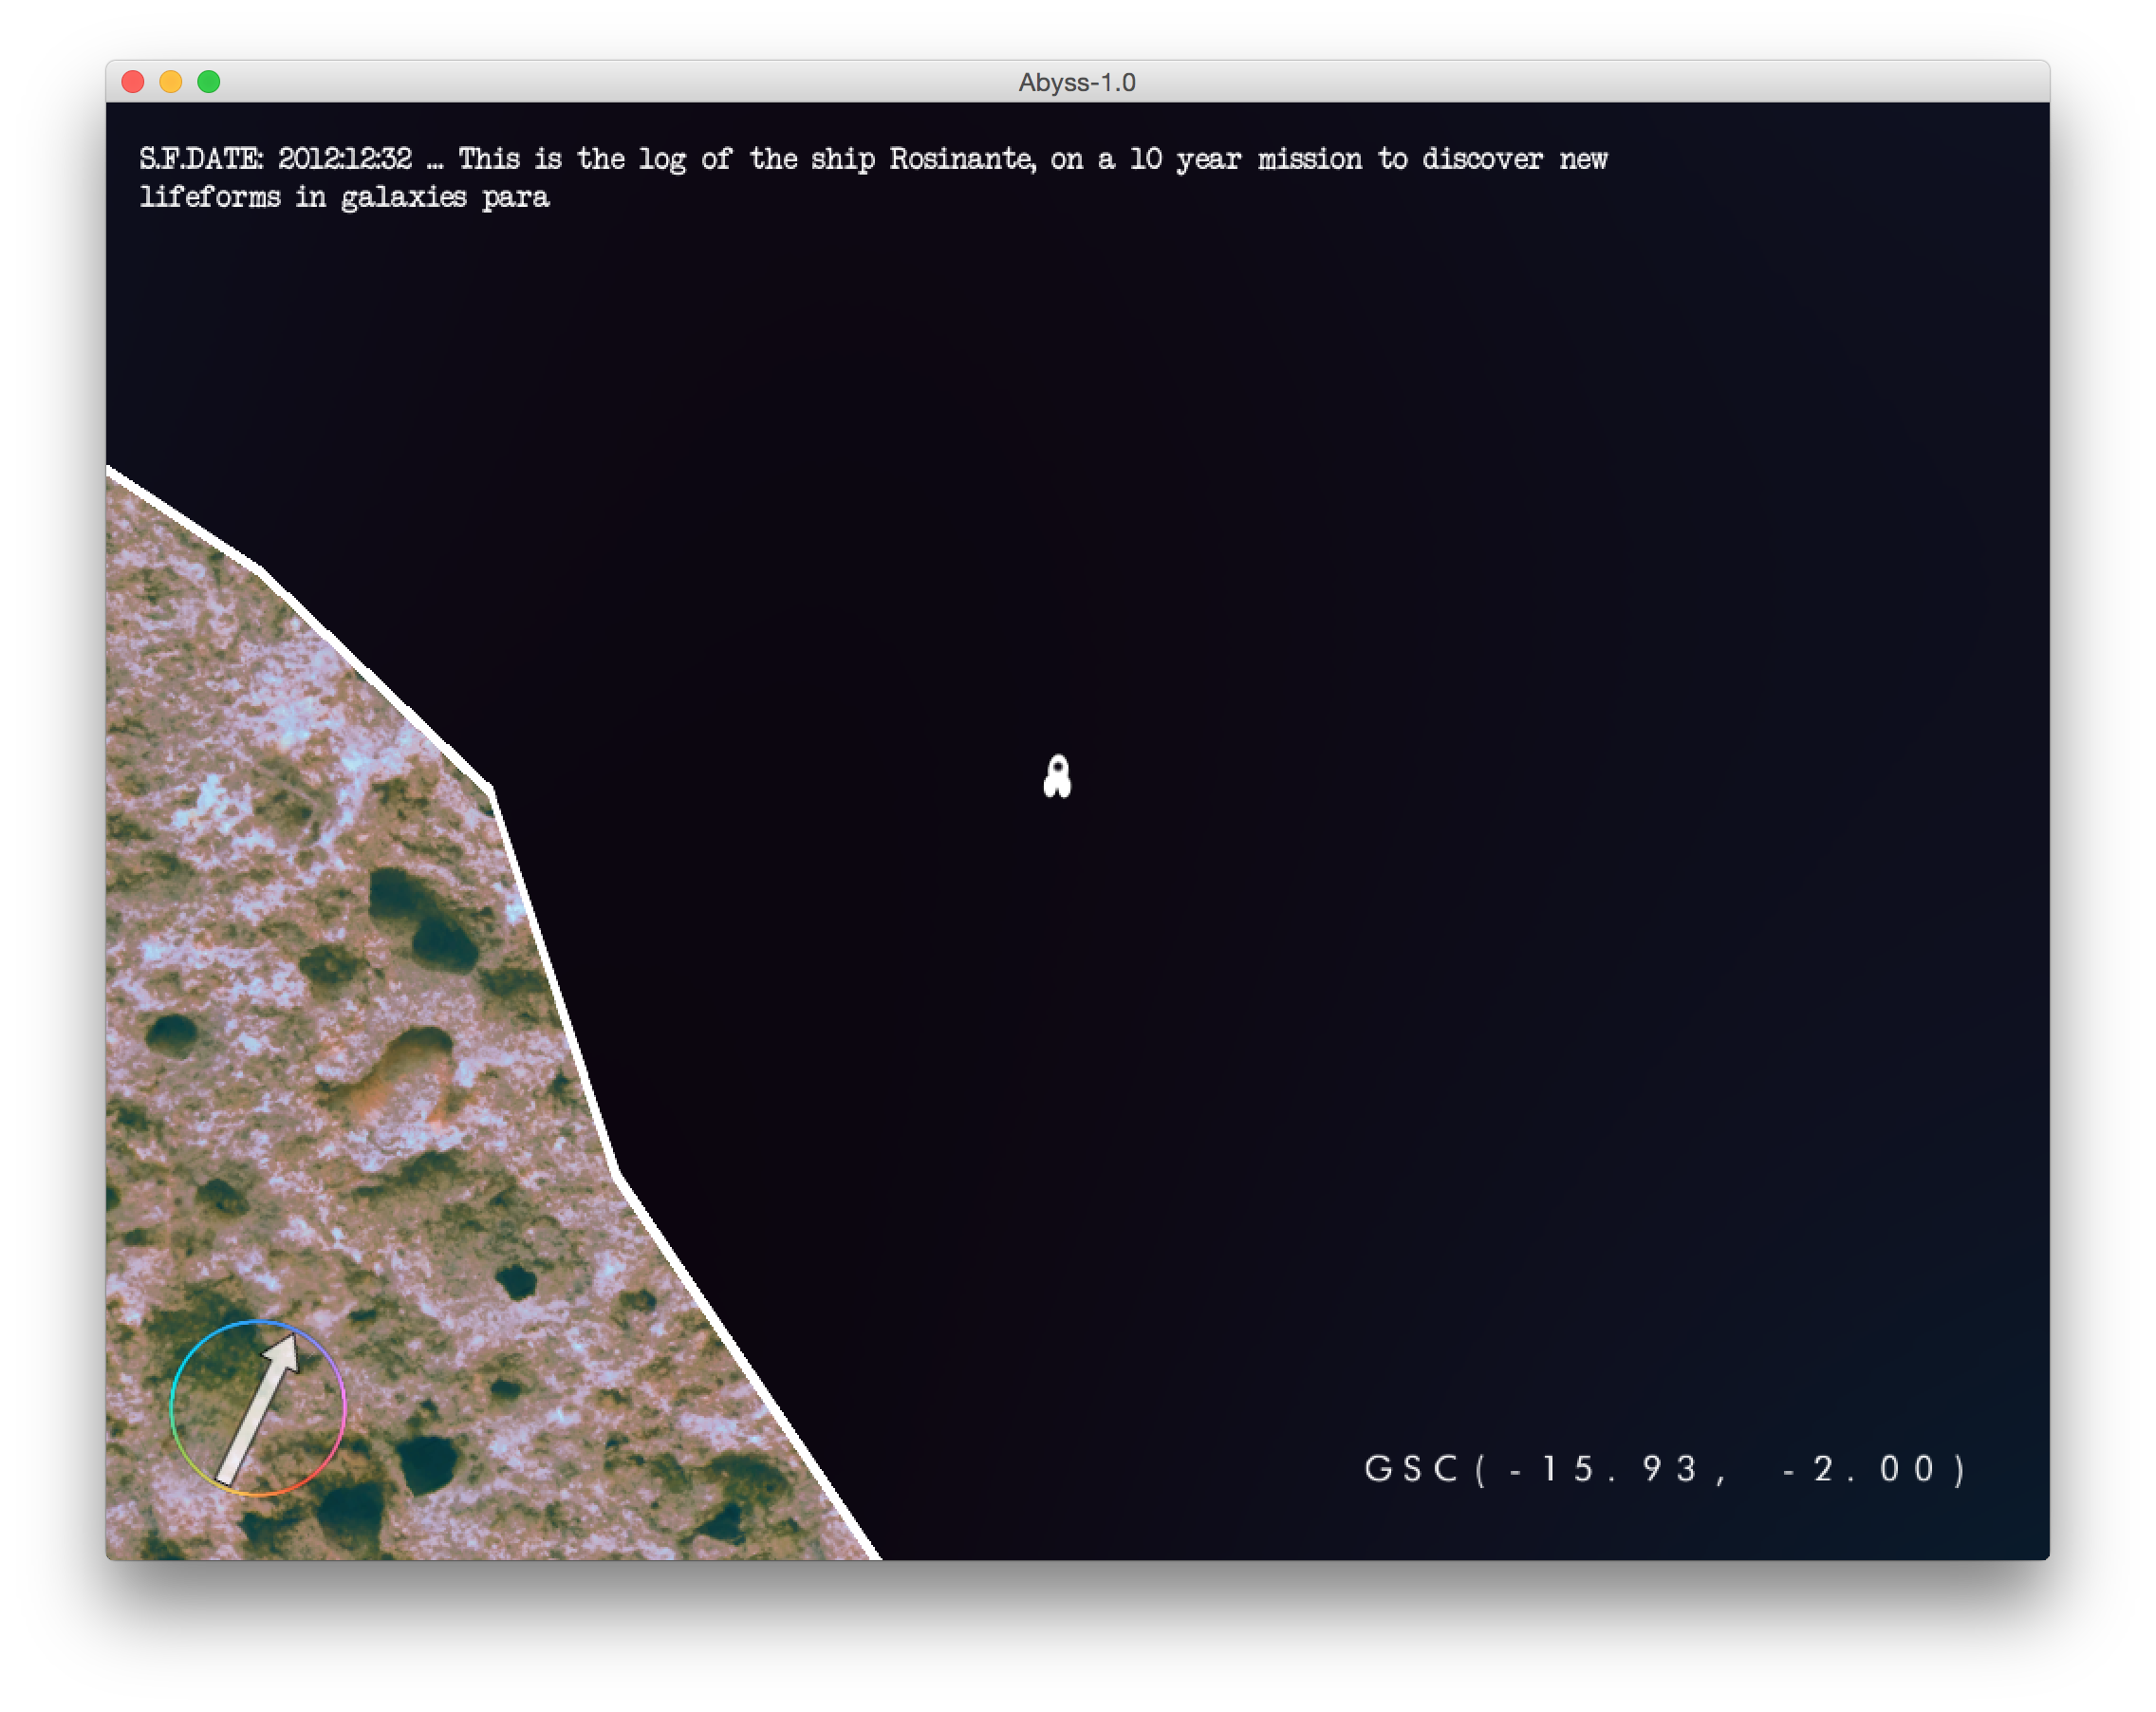 Abyss-1.0
S.F.DATE: 2012:12:32 ... This is the log of the ship Rosinante, on a 10 year mission to discover new
lifeforms in galaxies para
GSC(-15.93, -2.00)